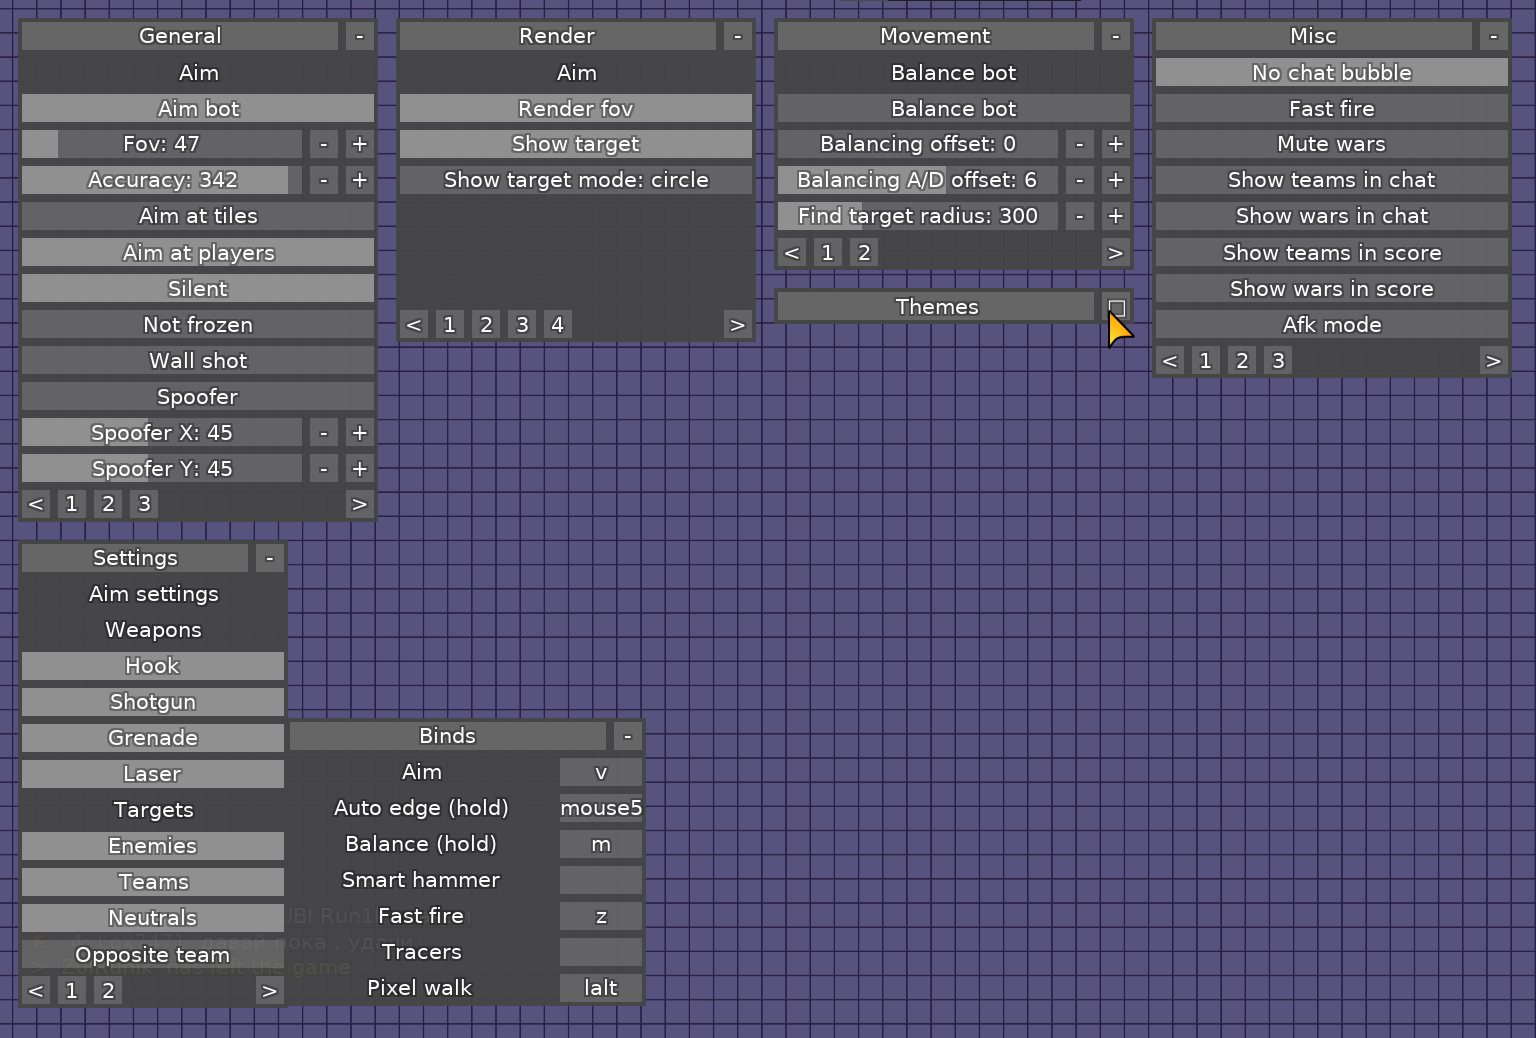 General -
Aim
Aim bot
Fov: 47 - +
Accuracy: 342 - +
Aim at tiles
Aim at players
Silent
Not frozen
Wall shot
Spoofer
Spoofer X: 45 - +
Spoofer Y: 45 - +
< 1 2 3 >
Render -
Aim
Render fov
Show target
Show target mode: circle
< 1 2 3 4 >
Movement -
Balance bot
Balance bot
Balancing offset: 0 - +
Balancing A/D offset: 6 - +
Find target radius: 300 - +
< 1 2 >
Themes
Misc -
No chat bubble
Fast fire
Mute wars
Show teams in chat
Show wars in chat
Show teams in score
Show wars in score
Afk mode
< 1 2 3 >
Settings -
Aim settings
Weapons
Hook
Shotgun
Grenade
Laser
Targets
Enemies
Teams
Neutrals
Opposite team
< 1 2 >
Binds -
Aim v
Auto edge (hold) mouse5
Balance (hold) m
Smart hammer
Fast fire z
Tracers
Pixel walk lalt
давай пока
has left the game